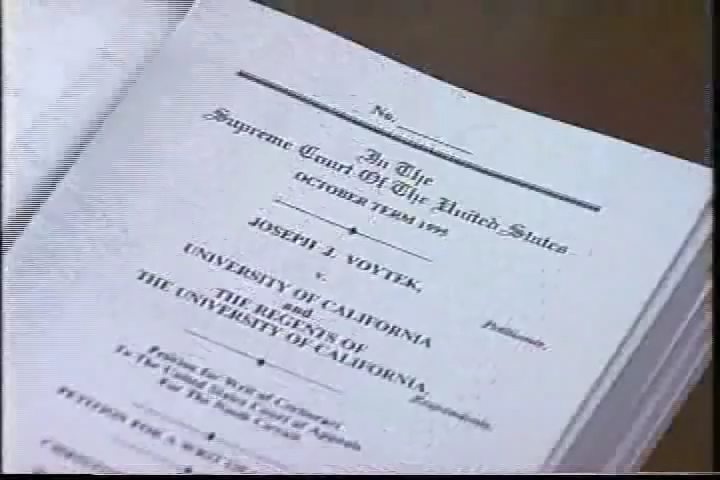 No.
In The
Supreme Court Of The United States
OCTOBER TERM 1995
JOSEPH J. VOYTEK,
Petitioner,
v.
UNIVERSITY OF CALIFORNIA
and
THE REGENTS OF
THE UNIVERSITY OF CALIFORNIA,
Respondents.
Petition for Writ of Certiorari
To The United States Court of Appeals
For The Ninth Circuit
PETITION FOR A WRIT OF